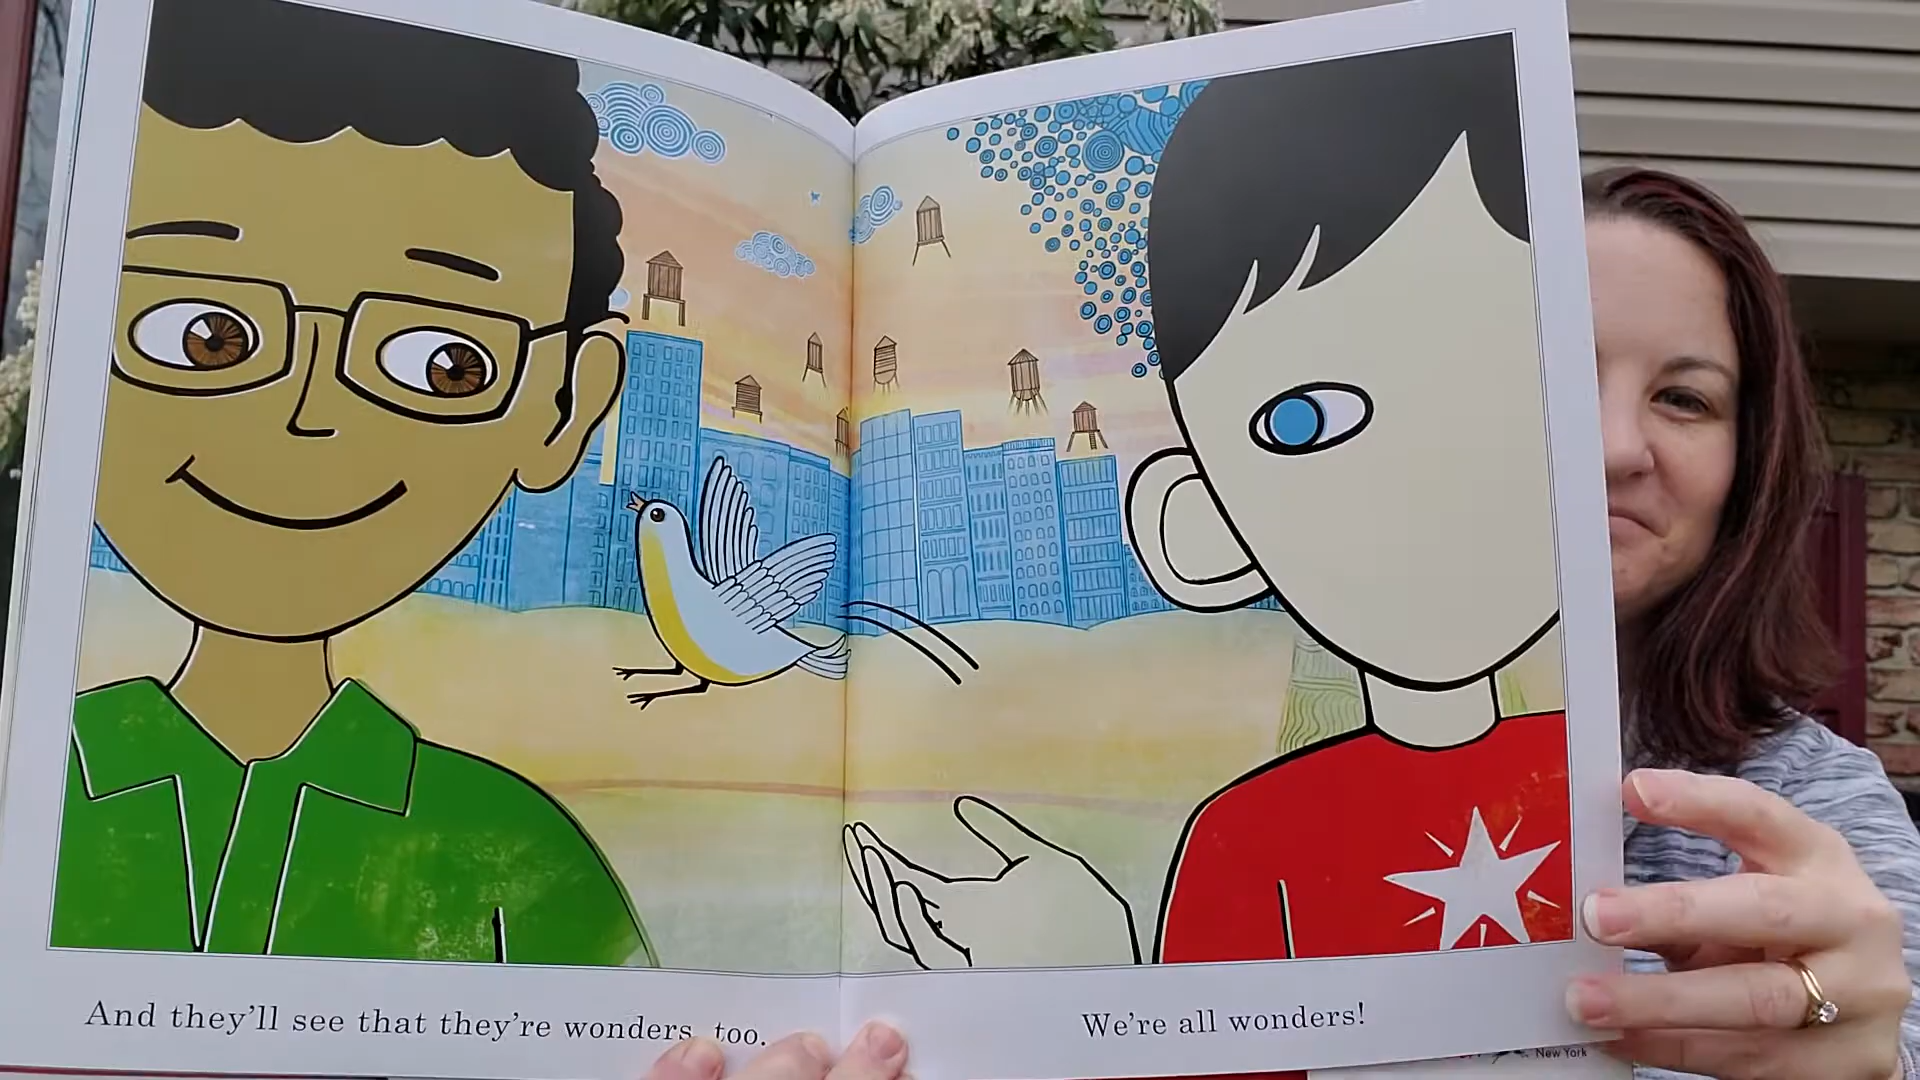 And they'll see that they're wonders, too.
We're all wonders!
New York